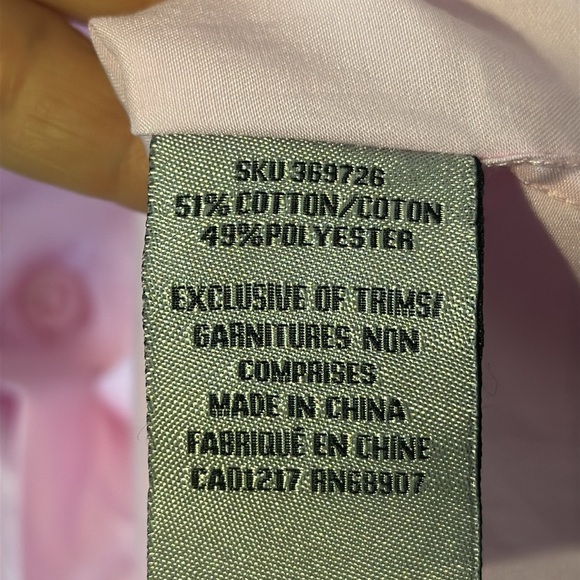 SKU 369726
51% COTTON/COTON
49%POLYESTER
EXCLUSIVE OF TRIMS/
GARNITURES NON
COMPRISES
MADE IN CHINA
FABRIQUÉ EN CHINE
CAD1217 RN68907